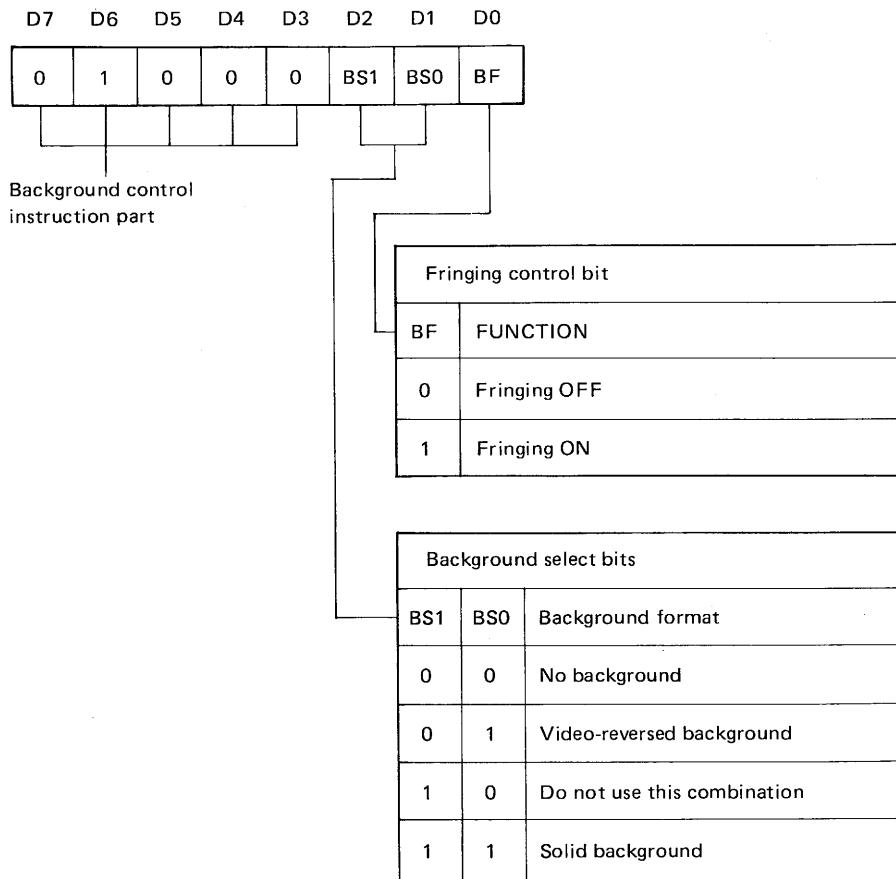 D7 D6 D5 D4 D3 D2 D1 D0
0 1 0 0 0 BS1 BS0 BF
Background control
instruction part
Fringing control bit
BF FUNCTION
0 Fringing OFF
1 Fringing ON
Background select bits
BS1 BS0 Background format
0 0 No background
0 1 Video-reversed background
1 0 Do not use this combination
1 1 Solid background